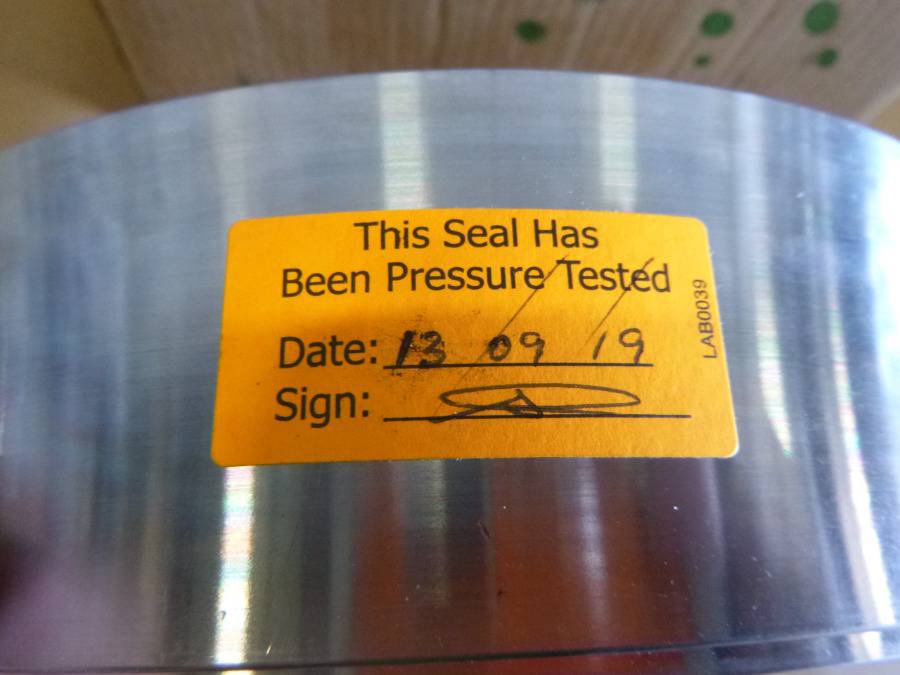 This Seal Has
Been Pressure Tested
Date: 13/09/19
Sign:
LAB0039